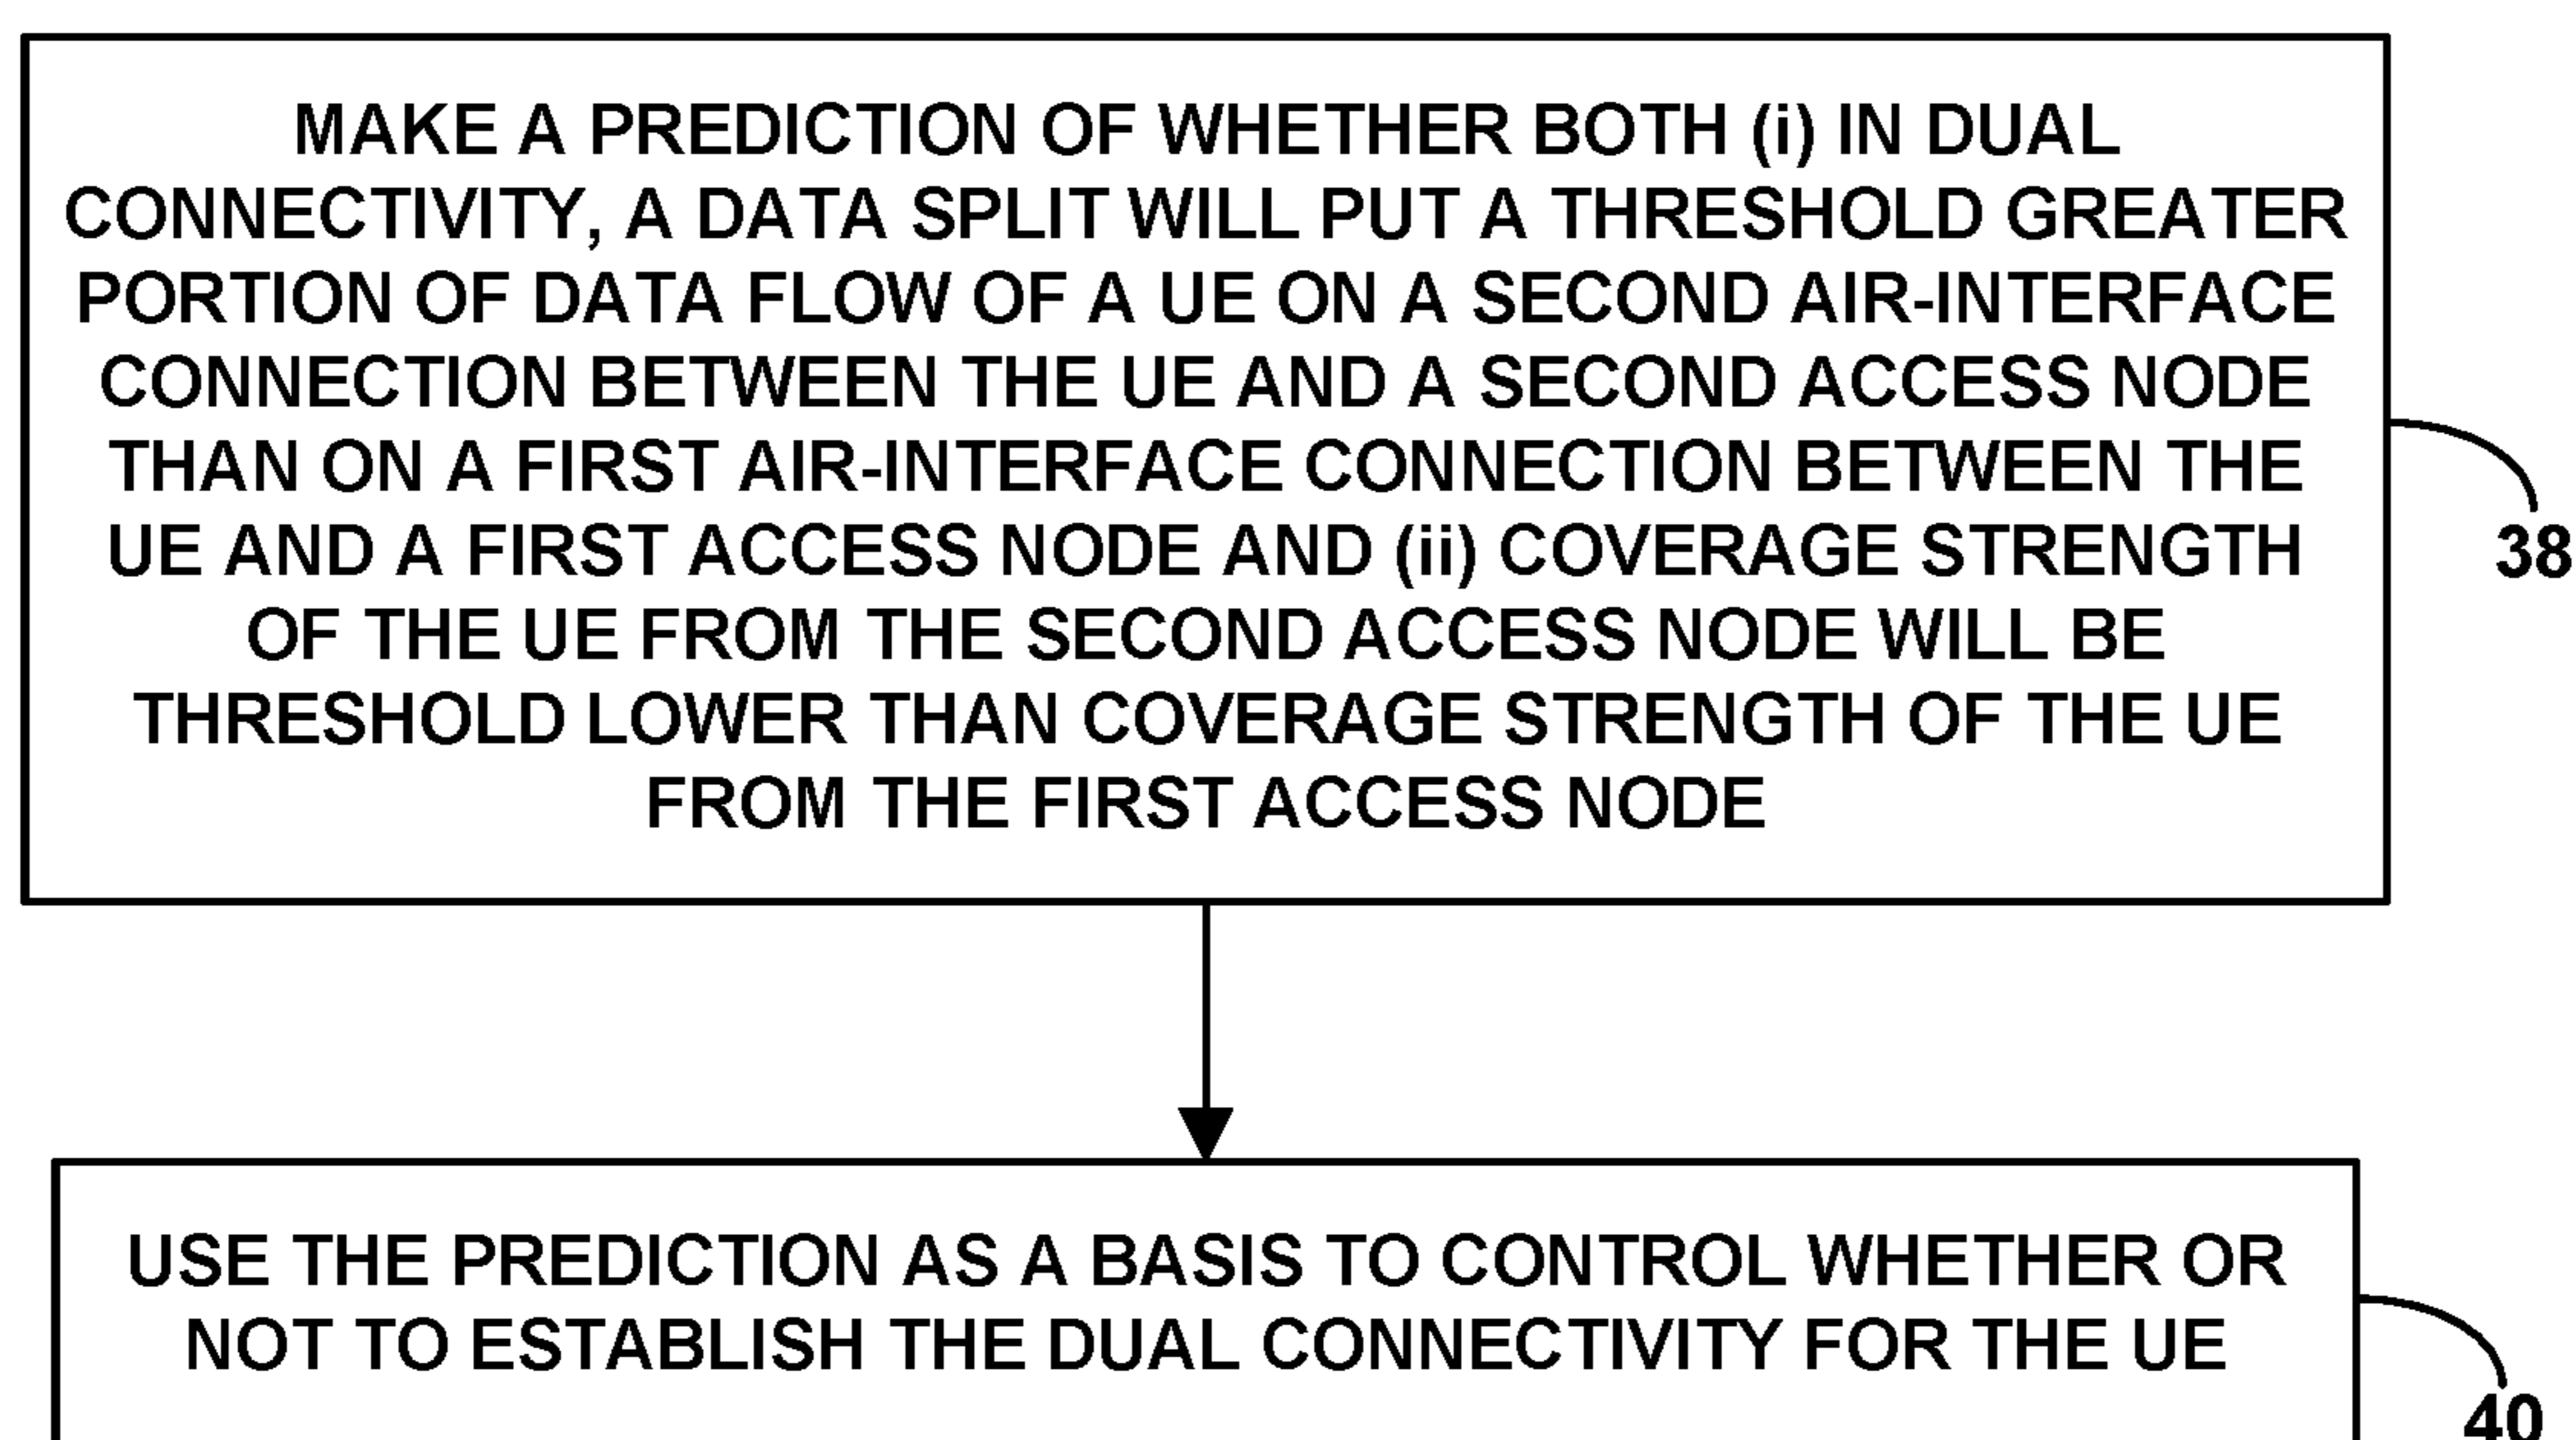 MAKE A PREDICTION OF WHETHER BOTH (i) IN DUAL
CONNECTIVITY, A DATA SPLIT WILL PUT A THRESHOLD GREATER
PORTION OF DATA FLOW OF A UE ON A SECOND AIR-INTERFACE
CONNECTION BETWEEN THE UE AND A SECOND ACCESS NODE
THAN ON A FIRST AIR-INTERFACE CONNECTION BETWEEN THE
UE AND A FIRST ACCESS NODE AND (ii) COVERAGE STRENGTH
OF THE UE FROM THE SECOND ACCESS NODE WILL BE
THRESHOLD LOWER THAN COVERAGE STRENGTH OF THE UE
FROM THE FIRST ACCESS NODE
38
USE THE PREDICTION AS A BASIS TO CONTROL WHETHER OR
NOT TO ESTABLISH THE DUAL CONNECTIVITY FOR THE UE
40